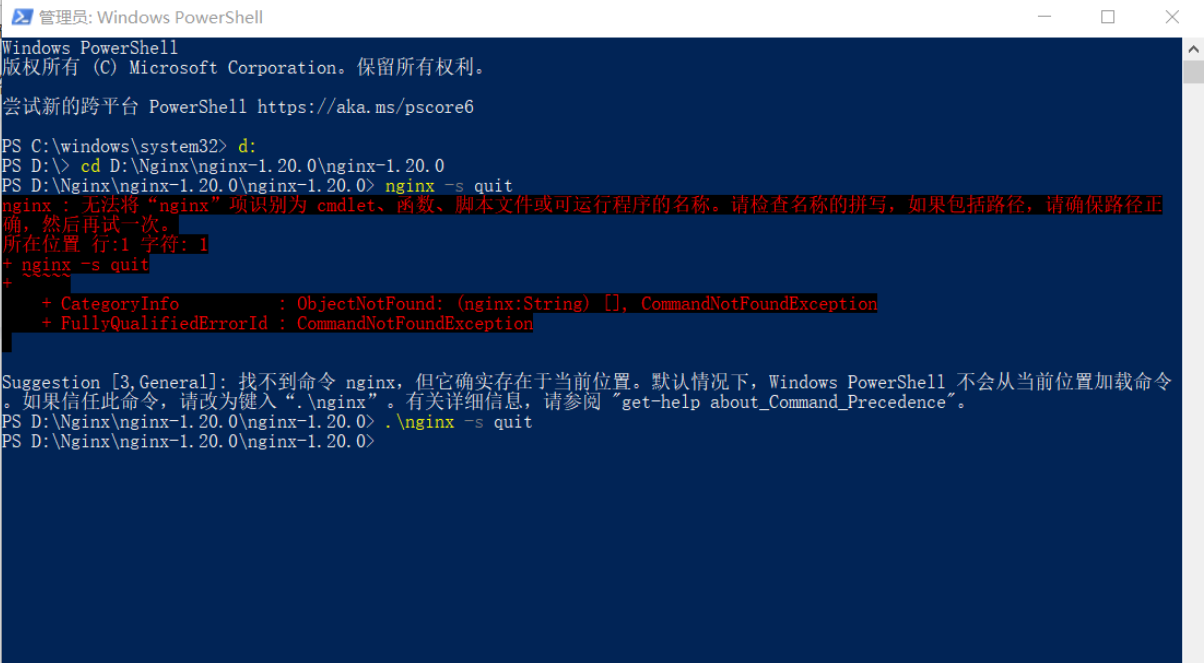 管理员: Windows PowerShell
Windows PowerShell
版权所有 (C) Microsoft Corporation。保留所有权利。
尝试新的跨平台 PowerShell https://aka.ms/pscore6
PS C:\windows\system32> d:
PS D:\> cd D:\Nginx\nginx-1.20.0\nginx-1.20.0
PS D:\Nginx\nginx-1.20.0\nginx-1.20.0> nginx -s quit
nginx : 无法将“nginx”项识别为 cmdlet、函数、脚本文件或可运行程序的名称。请检查名称的拼写，如果包括路径，请确保路径正
确，然后再试一次。
所在位置 行:1 字符: 1
+ nginx -s quit
+ ~~~~~
    + CategoryInfo          : ObjectNotFound: (nginx:String) [], CommandNotFoundException
    + FullyQualifiedErrorId : CommandNotFoundException
Suggestion [3,General]: 找不到命令 nginx，但它确实存在于当前位置。默认情况下，Windows PowerShell 不会从当前位置加载命令
。如果信任此命令，请改为键入“.\nginx”。有关详细信息，请参阅 "get-help about_Command_Precedence"。
PS D:\Nginx\nginx-1.20.0\nginx-1.20.0> .\nginx -s quit
PS D:\Nginx\nginx-1.20.0\nginx-1.20.0>